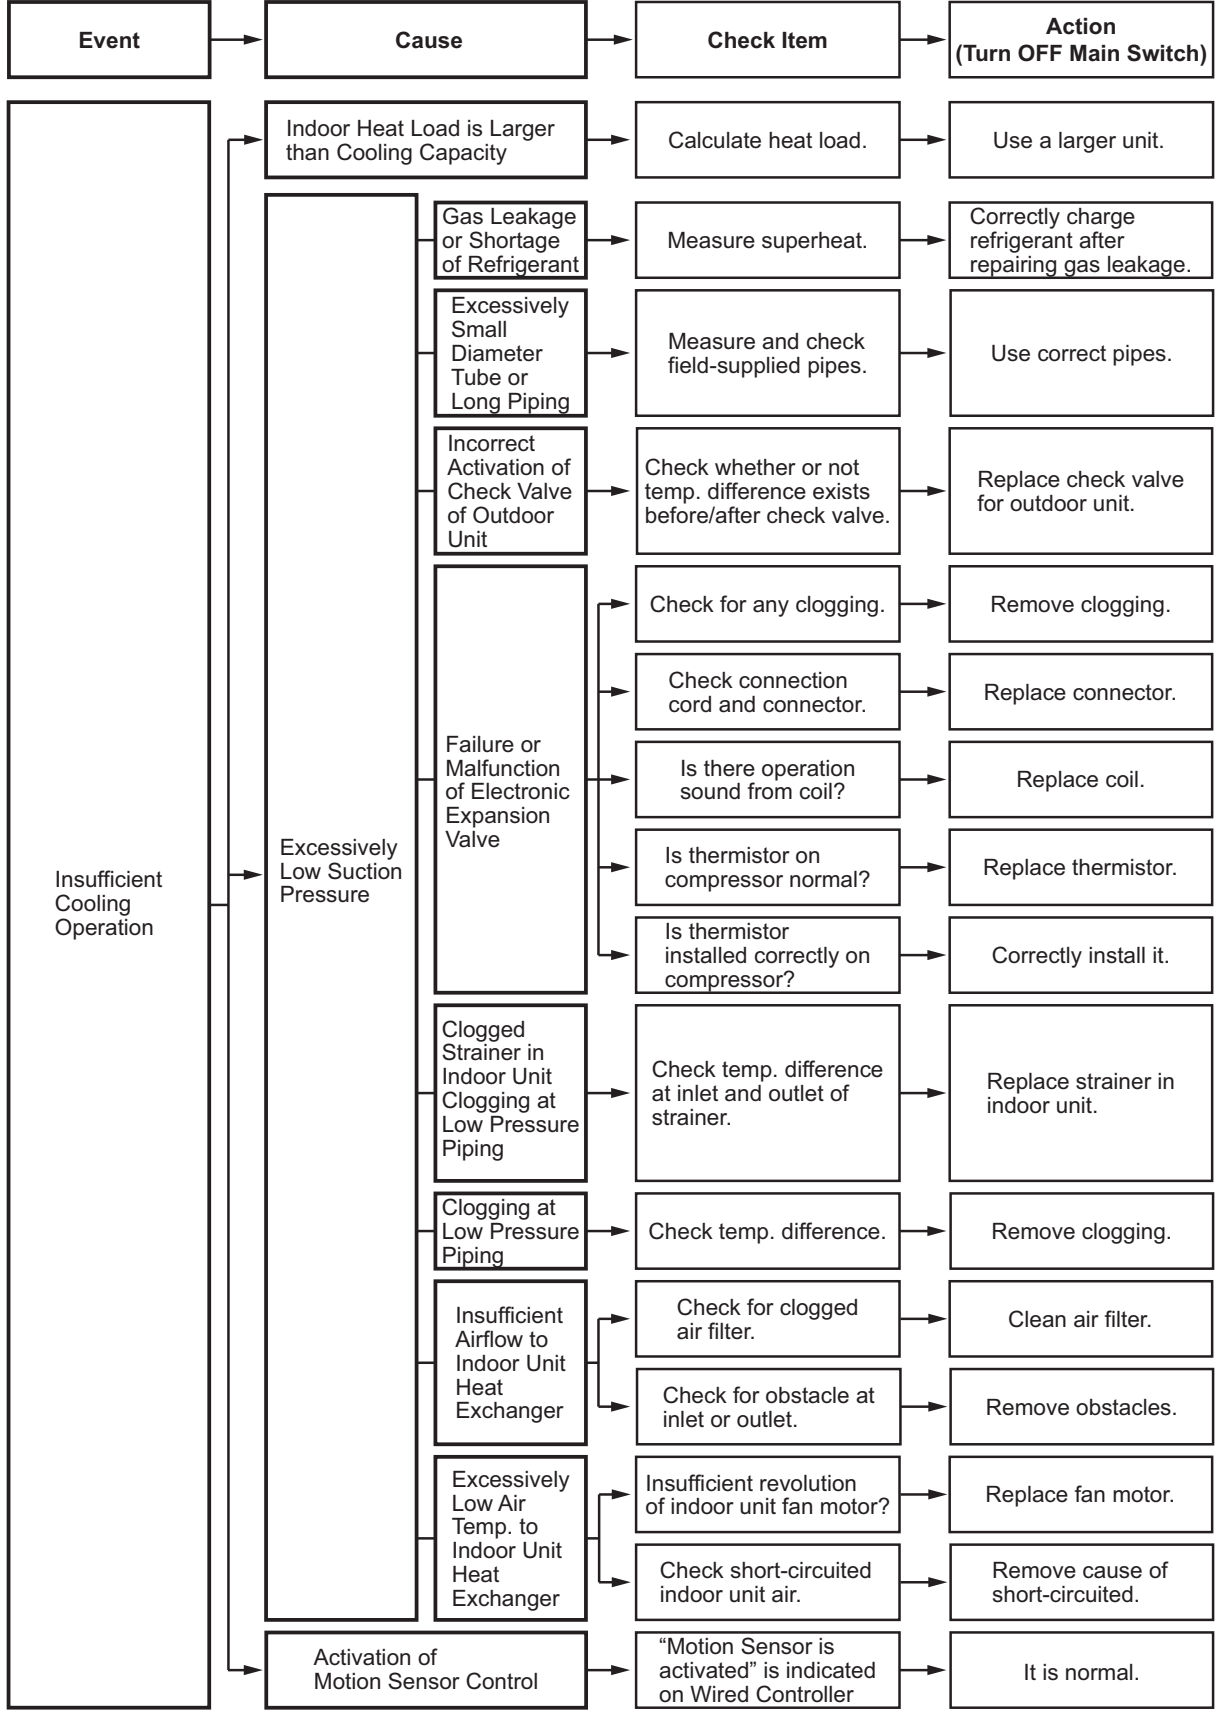 Event
Cause
Check Item
Action
(Turn OFF Main Switch)
Insufficient
Cooling
Operation
Indoor Heat Load is Larger
than Cooling Capacity
Calculate heat load.
Use a larger unit.
Excessively
Low Suction
Pressure
Gas Leakage
or Shortage
of Refrigerant
Measure superheat.
Correctly charge
refrigerant after
repairing gas leakage.
Excessively
Small
Diameter
Tube or
Long Piping
Measure and check
field-supplied pipes.
Use correct pipes.
Incorrect
Activation of
Check Valve
of Outdoor
Unit
Check whether or not
temp. difference exists
before/after check valve.
Replace check valve
for outdoor unit.
Failure or
Malfunction
of Electronic
Expansion
Valve
Check for any clogging.
Remove clogging.
Check connection
cord and connector.
Replace connector.
Is there operation
sound from coil?
Replace coil.
Is thermistor on
compressor normal?
Replace thermistor.
Is thermistor
installed correctly on
compressor?
Correctly install it.
Clogged
Strainer in
Indoor Unit
Clogging at
Low Pressure
Piping
Check temp. difference
at inlet and outlet of
strainer.
Replace strainer in
indoor unit.
Clogging at
Low Pressure
Piping
Check temp. difference.
Remove clogging.
Insufficient
Airflow to
Indoor Unit
Heat
Exchanger
Check for clogged
air filter.
Clean air filter.
Check for obstacle at
inlet or outlet.
Remove obstacles.
Excessively
Low Air
Temp. to
Indoor Unit
Heat
Exchanger
Insufficient revolution
of indoor unit fan motor?
Replace fan motor.
Check short-circuited
indoor unit air.
Remove cause of
short-circuited.
Activation of
Motion Sensor Control
“Motion Sensor is
activated” is indicated
on Wired Controller
It is normal.